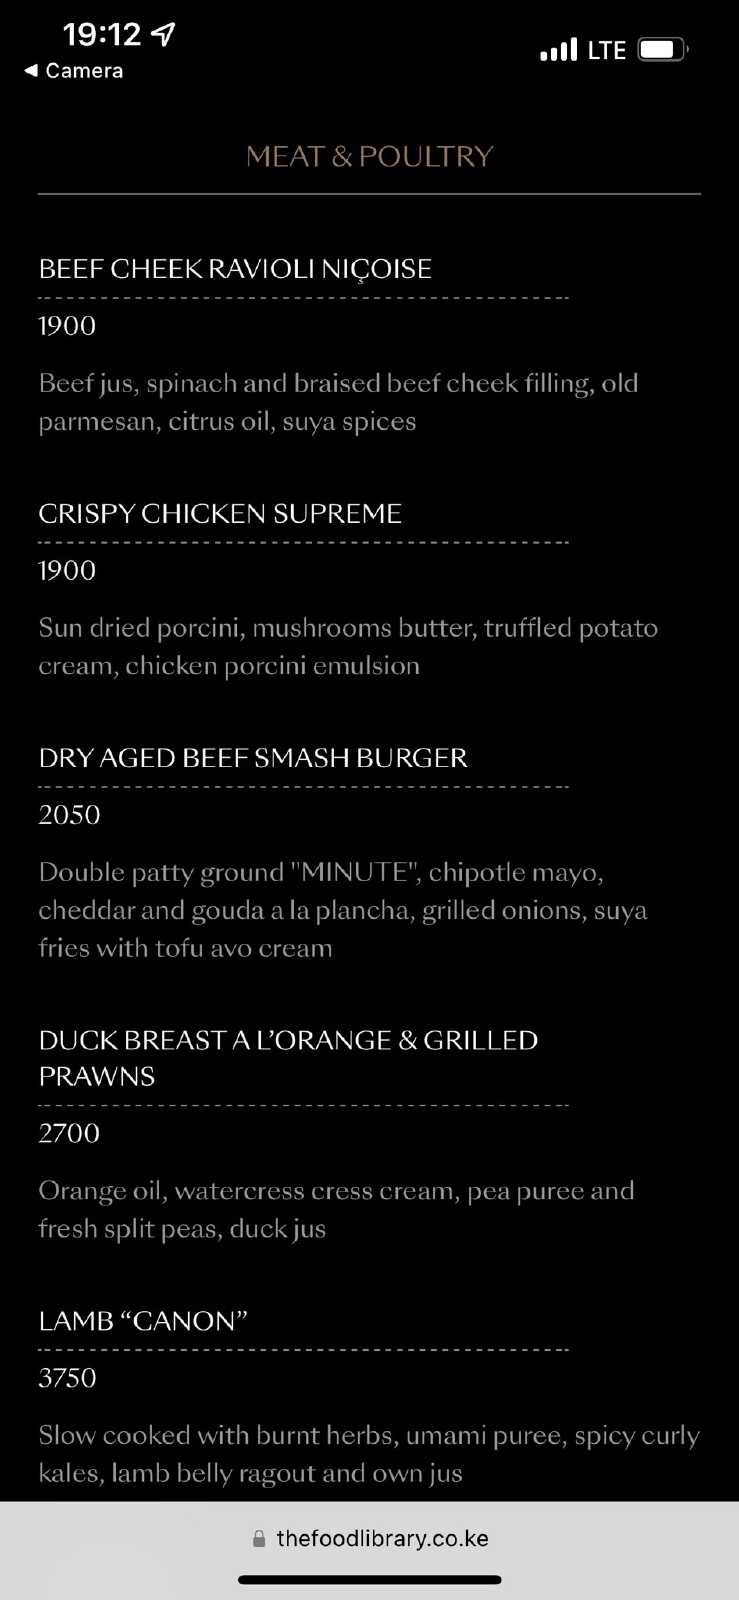 19:12
LTE
◀ Camera
MEAT & POULTRY
BEEF CHEEK RAVIOLI NIÇOISE
1900
Beef jus, spinach and braised beef cheek filling, old
parmesan, citrus oil, suya spices
CRISPY CHICKEN SUPREME
1900
Sun dried porcini, mushrooms butter, truffled potato
cream, chicken porcini emulsion
DRY AGED BEEF SMASH BURGER
2050
Double patty ground "MINUTE", chipotle mayo,
cheddar and gouda a la plancha, grilled onions, suya
fries with tofu avo cream
DUCK BREAST A L’ORANGE & GRILLED
PRAWNS
2700
Orange oil, watercress cress cream, pea puree and
fresh split peas, duck jus
LAMB “CANON”
3750
Slow cooked with burnt herbs, umami puree, spicy curly
kales, lamb belly ragout and own jus
thefoodlibrary.co.ke